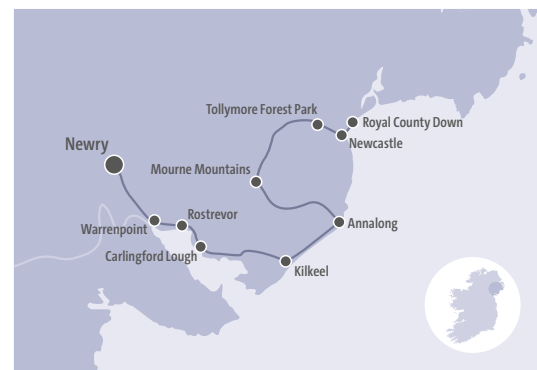 Tollymore Forest Park
Royal County Down
Newcastle
Newry
Mourne Mountains
Rostrevor
Warrenpoint
Annalong
Carlingford Lough
Kilkeel